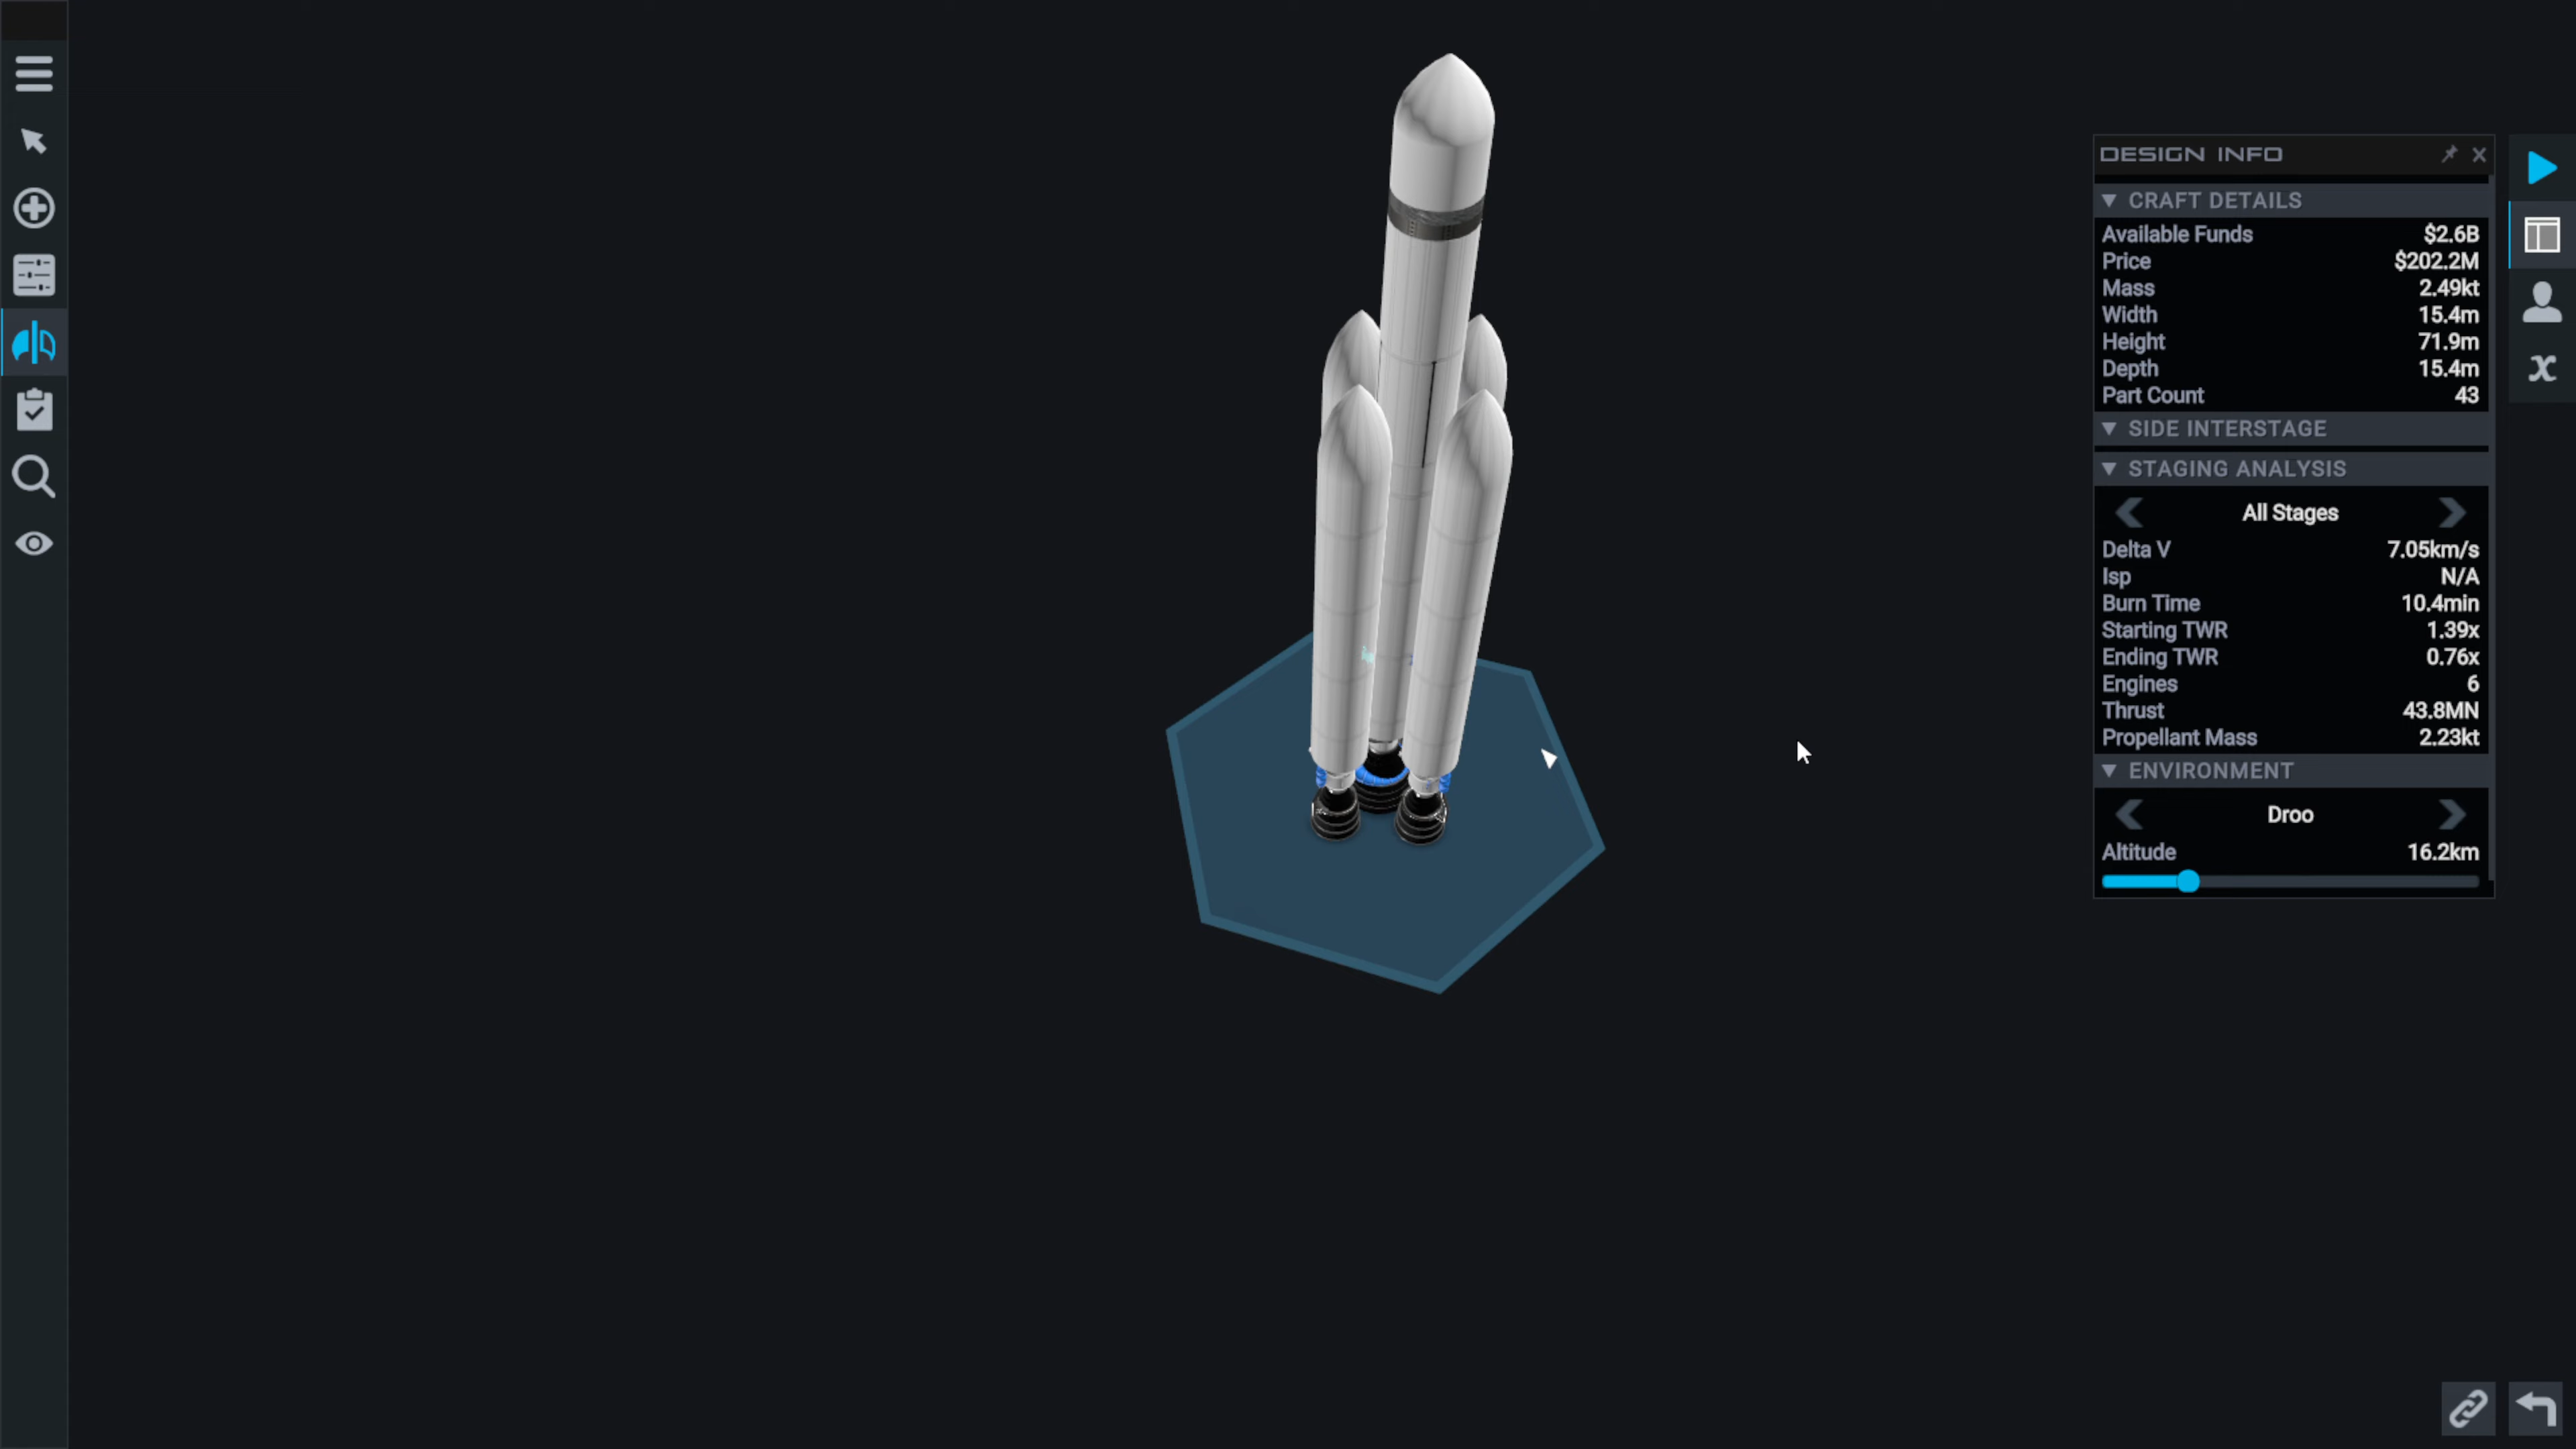 DESIGN INFO
CRAFT DETAILS
Available Funds $2.6B
Price $202.2M
Mass 2.49kt
Width 15.4m
Height 71.9m
Depth 15.4m
Part Count 43
SIDE INTERSTAGE
STAGING ANALYSIS
All Stages
Delta V 7.05km/s
Isp N/A
Burn Time 10.4min
Starting TWR 1.39x
Ending TWR 0.76x
Engines 6
Thrust 43.8MN
Propellant Mass 2.23kt
ENVIRONMENT
Droo
Altitude 16.2km